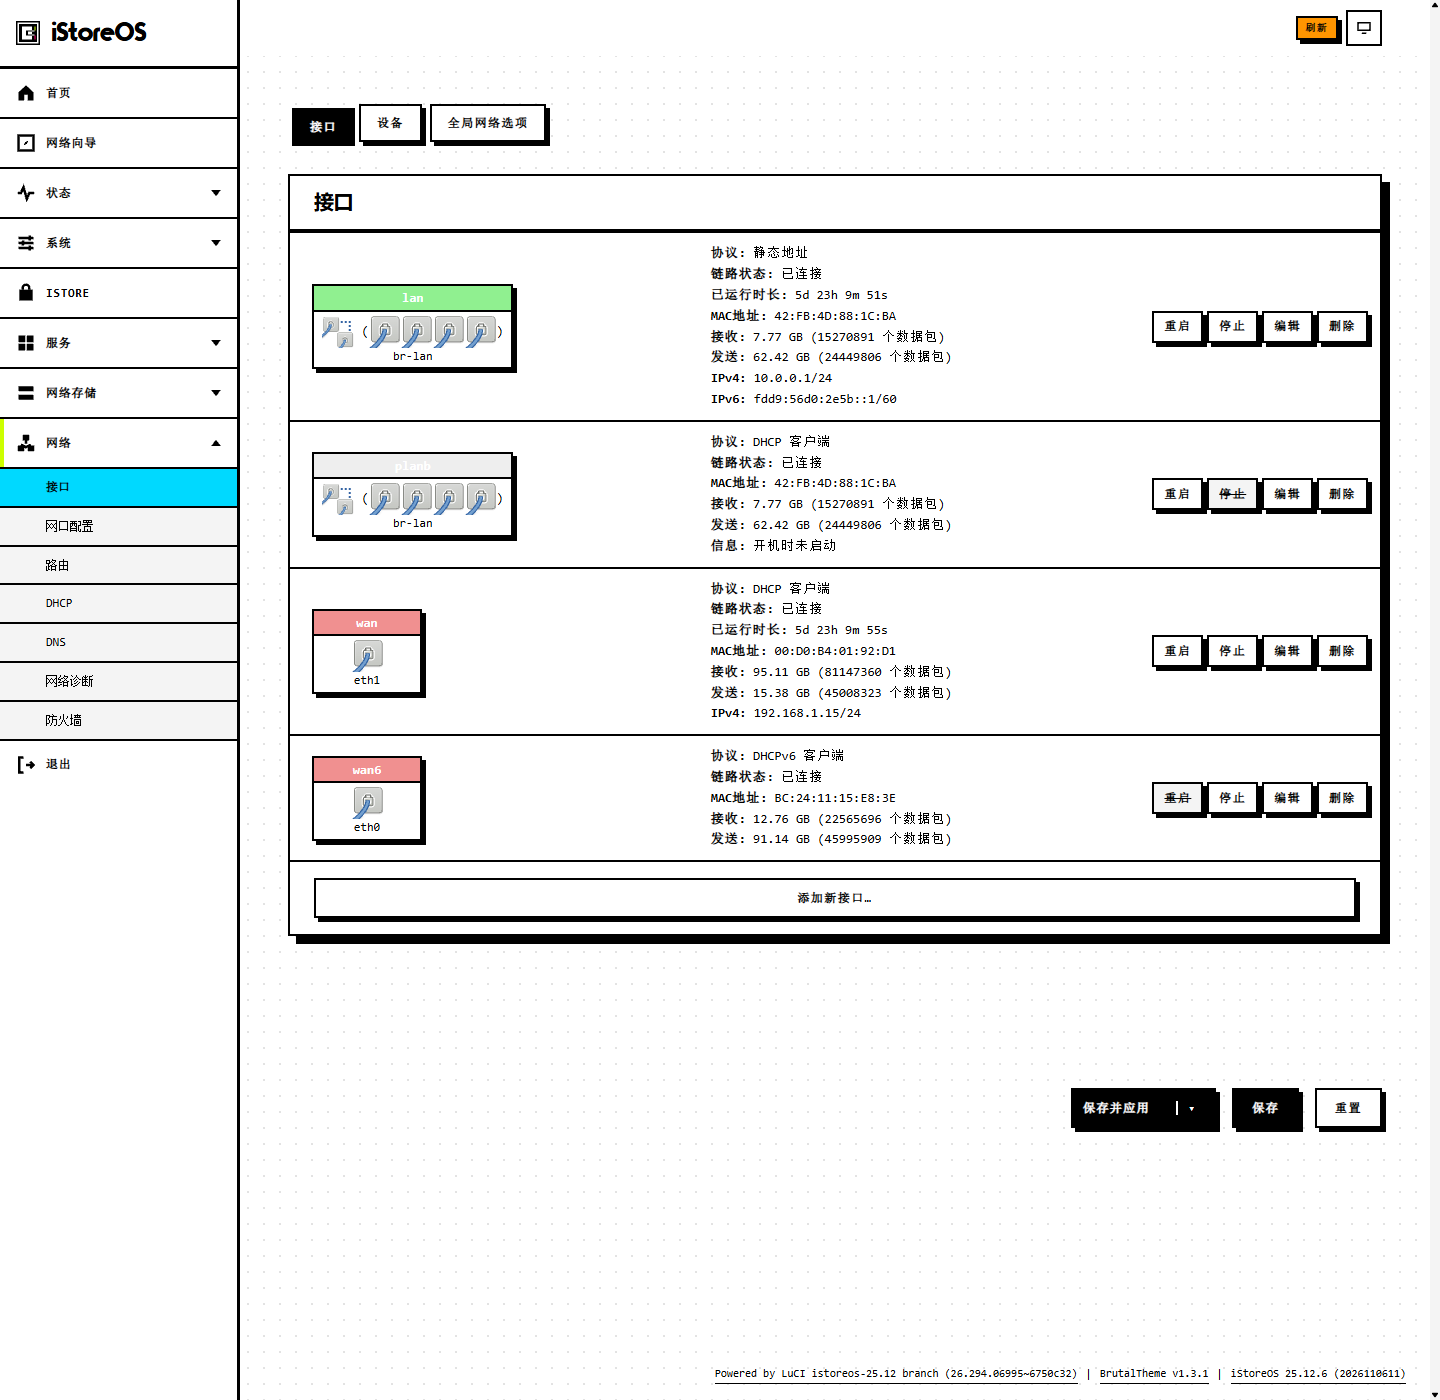 iStoreOS
刷新
首页
网络向导
状态
系统
ISTORE
服务
网络存储
网络
接口
网口配置
路由
DHCP
DNS
网络诊断
防火墙
退出
接口
设备
全局网络选项
接口
lan
( )
br-lan
协议: 静态地址
链路状态: 已连接
已运行时长: 5d 23h 9m 51s
MAC地址: 42:FB:4D:88:1C:BA
接收: 7.77 GB (15270891 个数据包)
发送: 62.42 GB (24449806 个数据包)
IPv4: 10.0.0.1/24
IPv6: fdd9:56d0:2e5b::1/60
重启 停止 编辑 删除
planb
( )
br-lan
协议: DHCP 客户端
链路状态: 已连接
MAC地址: 42:FB:4D:88:1C:BA
接收: 7.77 GB (15270891 个数据包)
发送: 62.42 GB (24449806 个数据包)
信息: 开机时未启动
重启 停止 编辑 删除
wan
eth1
协议: DHCP 客户端
链路状态: 已连接
已运行时长: 5d 23h 9m 55s
MAC地址: 00:D0:B4:01:92:D1
接收: 95.11 GB (81147360 个数据包)
发送: 15.38 GB (45008323 个数据包)
IPv4: 192.168.1.15/24
重启 停止 编辑 删除
wan6
eth0
协议: DHCPv6 客户端
链路状态: 已连接
MAC地址: BC:24:11:15:E8:3E
接收: 12.76 GB (22565696 个数据包)
发送: 91.14 GB (45995909 个数据包)
重启 停止 编辑 删除
添加新接口…
保存并应用 保存 重置
Powered by LuCI istoreos-25.12 branch (26.294.06995~6750c32) | BrutalTheme v1.3.1 | iStoreOS 25.12.6 (2026110611)